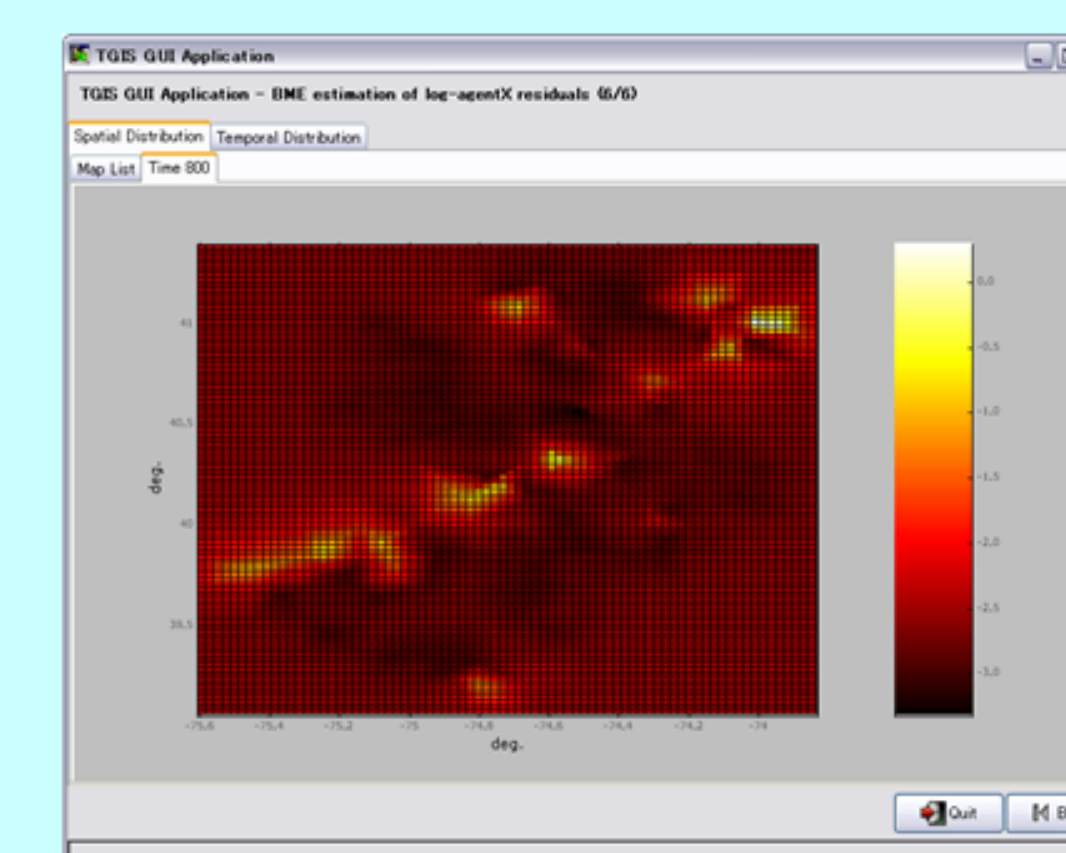 TGIS GUI Application
TGIS GUI Application - BME estimation of log-agentX residuals (6/6)
Spatial Distribution Temporal Distribution
Map List Time 800
41
40.5
40
39.5
deg.
-75.6 -75.4 -75.2 -75 -74.8 -74.6 -74.4 -74.2 -74
deg.
0.0
-0.5
-1.0
-1.5
-2.0
-2.5
-3.0
Quit